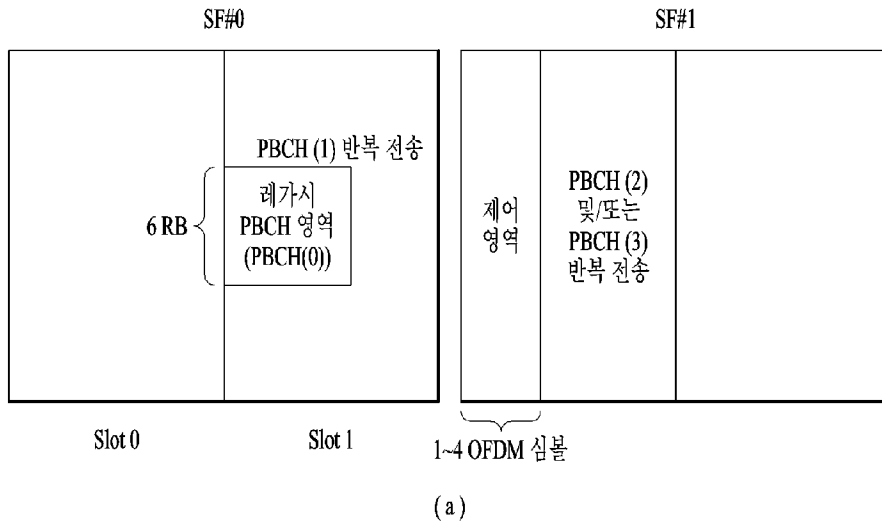 SF#0
SF#1
PBCH (1) 반복 전송
6 RB
레가시
PBCH 영역
(PBCH(0))
제어
영역
PBCH (2)
및/또는
PBCH (3)
반복 전송
Slot 0
Slot 1
1~4 OFDM 심볼
(a)